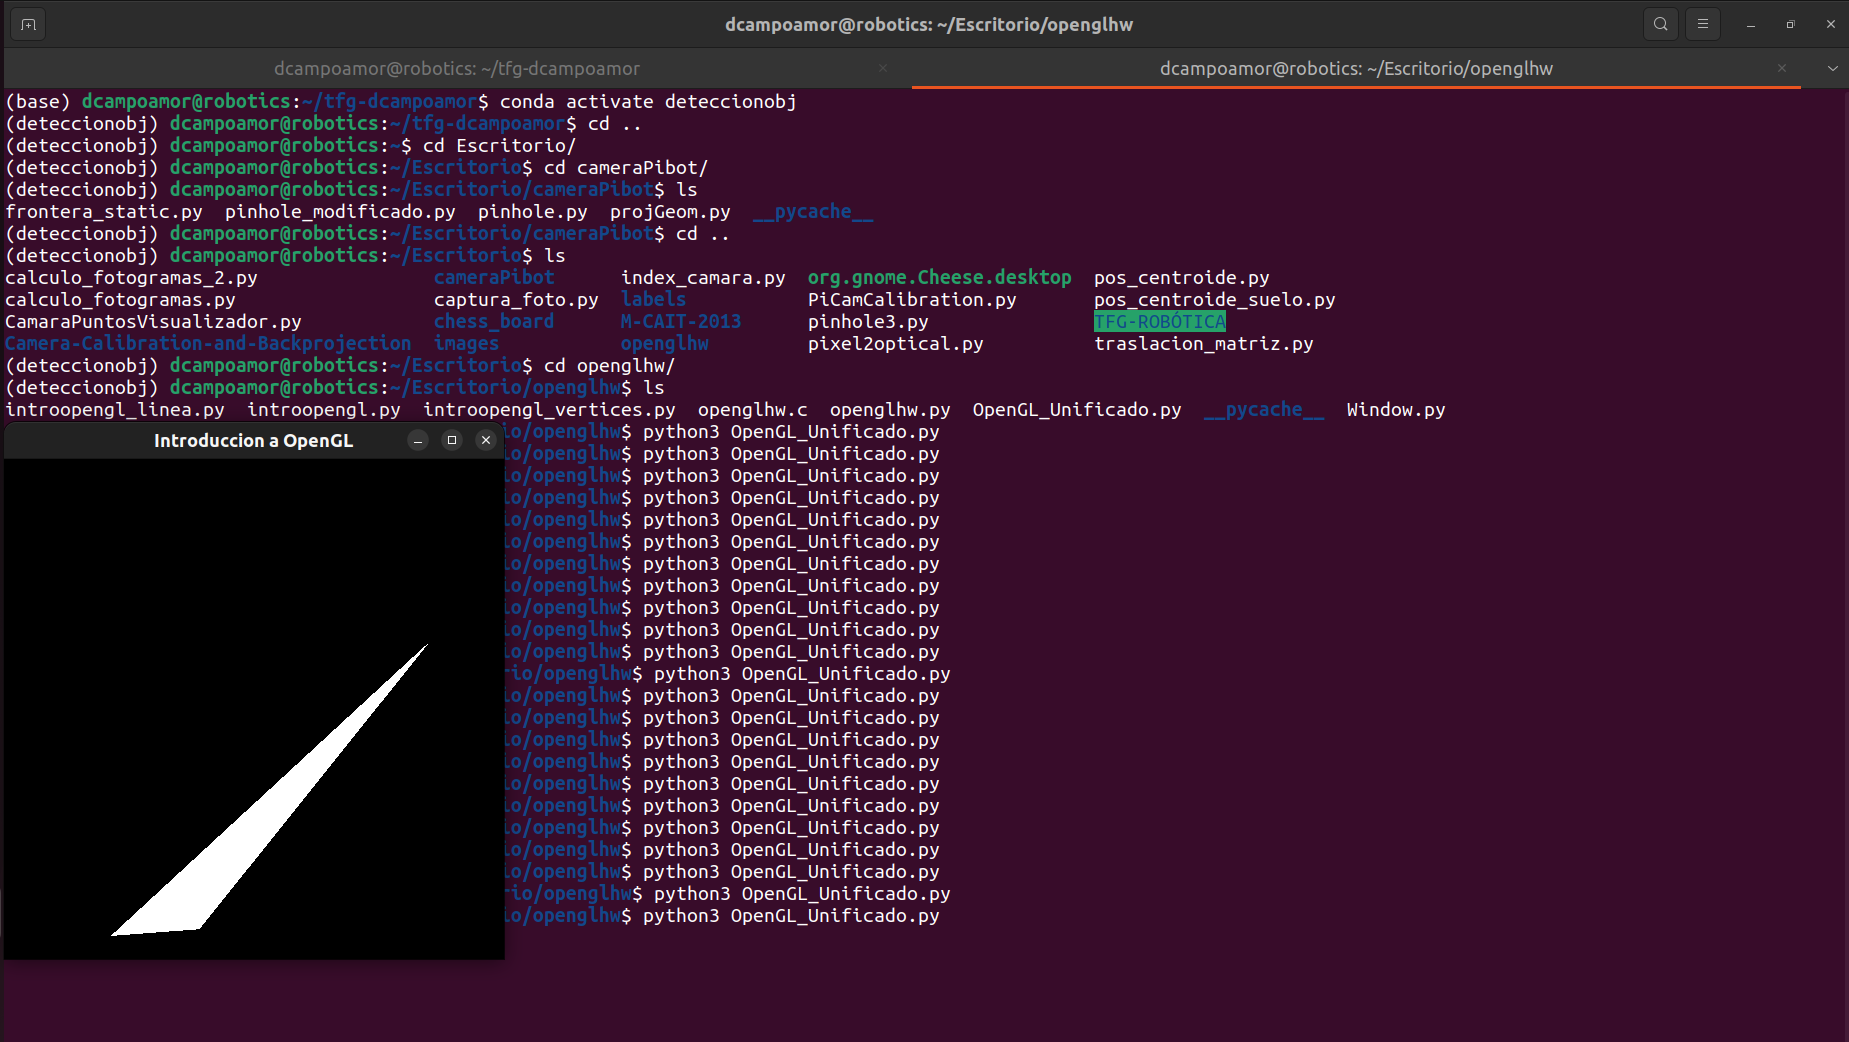 dcampoamor@robotics: ~/Escritorio/openglhw
dcampoamor@robotics: ~/tfg-dcampoamor
dcampoamor@robotics: ~/Escritorio/openglhw
(base) dcampoamor@robotics:~/tfg-dcampoamor$ conda activate deteccionobj
(deteccionobj) dcampoamor@robotics:~/tfg-dcampoamor$ cd ..
(deteccionobj) dcampoamor@robotics:~$ cd Escritorio/
(deteccionobj) dcampoamor@robotics:~/Escritorio$ cd cameraPibot/
(deteccionobj) dcampoamor@robotics:~/Escritorio/cameraPibot$ ls
frontera_static.py  pinhole_modificado.py  pinhole.py  projGeom.py  __pycache__
(deteccionobj) dcampoamor@robotics:~/Escritorio/cameraPibot$ cd ..
(deteccionobj) dcampoamor@robotics:~/Escritorio$ ls
calculo_fotogramas_2.py  cameraPibot  index_camara.py  org.gnome.Cheese.desktop  pos_centroide.py
calculo_fotogramas.py  captura_foto.py  labels  PiCamCalibration.py  pos_centroide_suelo.py
CamaraPuntosVisualizador.py  chess_board  M-CAIT-2013  pinhole3.py  TFG-ROBÓTICA
Camera-Calibration-and-Backprojection  images  openglhw  pixel2optical.py  traslacion_matriz.py
(deteccionobj) dcampoamor@robotics:~/Escritorio$ cd openglhw/
(deteccionobj) dcampoamor@robotics:~/Escritorio/openglhw$ ls
introopengl_linea.py  introopengl.py  introopengl_vertices.py  openglhw.c  openglhw.py  OpenGL_Unificado.py  __pycache__  Window.py
Introduccion a OpenGL
io/openglhw$ python3 OpenGL_Unificado.py
io/openglhw$ python3 OpenGL_Unificado.py
io/openglhw$ python3 OpenGL_Unificado.py
io/openglhw$ python3 OpenGL_Unificado.py
io/openglhw$ python3 OpenGL_Unificado.py
io/openglhw$ python3 OpenGL_Unificado.py
io/openglhw$ python3 OpenGL_Unificado.py
io/openglhw$ python3 OpenGL_Unificado.py
io/openglhw$ python3 OpenGL_Unificado.py
io/openglhw$ python3 OpenGL_Unificado.py
io/openglhw$ python3 OpenGL_Unificado.py
rio/openglhw$ python3 OpenGL_Unificado.py
io/openglhw$ python3 OpenGL_Unificado.py
io/openglhw$ python3 OpenGL_Unificado.py
io/openglhw$ python3 OpenGL_Unificado.py
io/openglhw$ python3 OpenGL_Unificado.py
io/openglhw$ python3 OpenGL_Unificado.py
io/openglhw$ python3 OpenGL_Unificado.py
io/openglhw$ python3 OpenGL_Unificado.py
io/openglhw$ python3 OpenGL_Unificado.py
io/openglhw$ python3 OpenGL_Unificado.py
rio/openglhw$ python3 OpenGL_Unificado.py
io/openglhw$ python3 OpenGL_Unificado.py